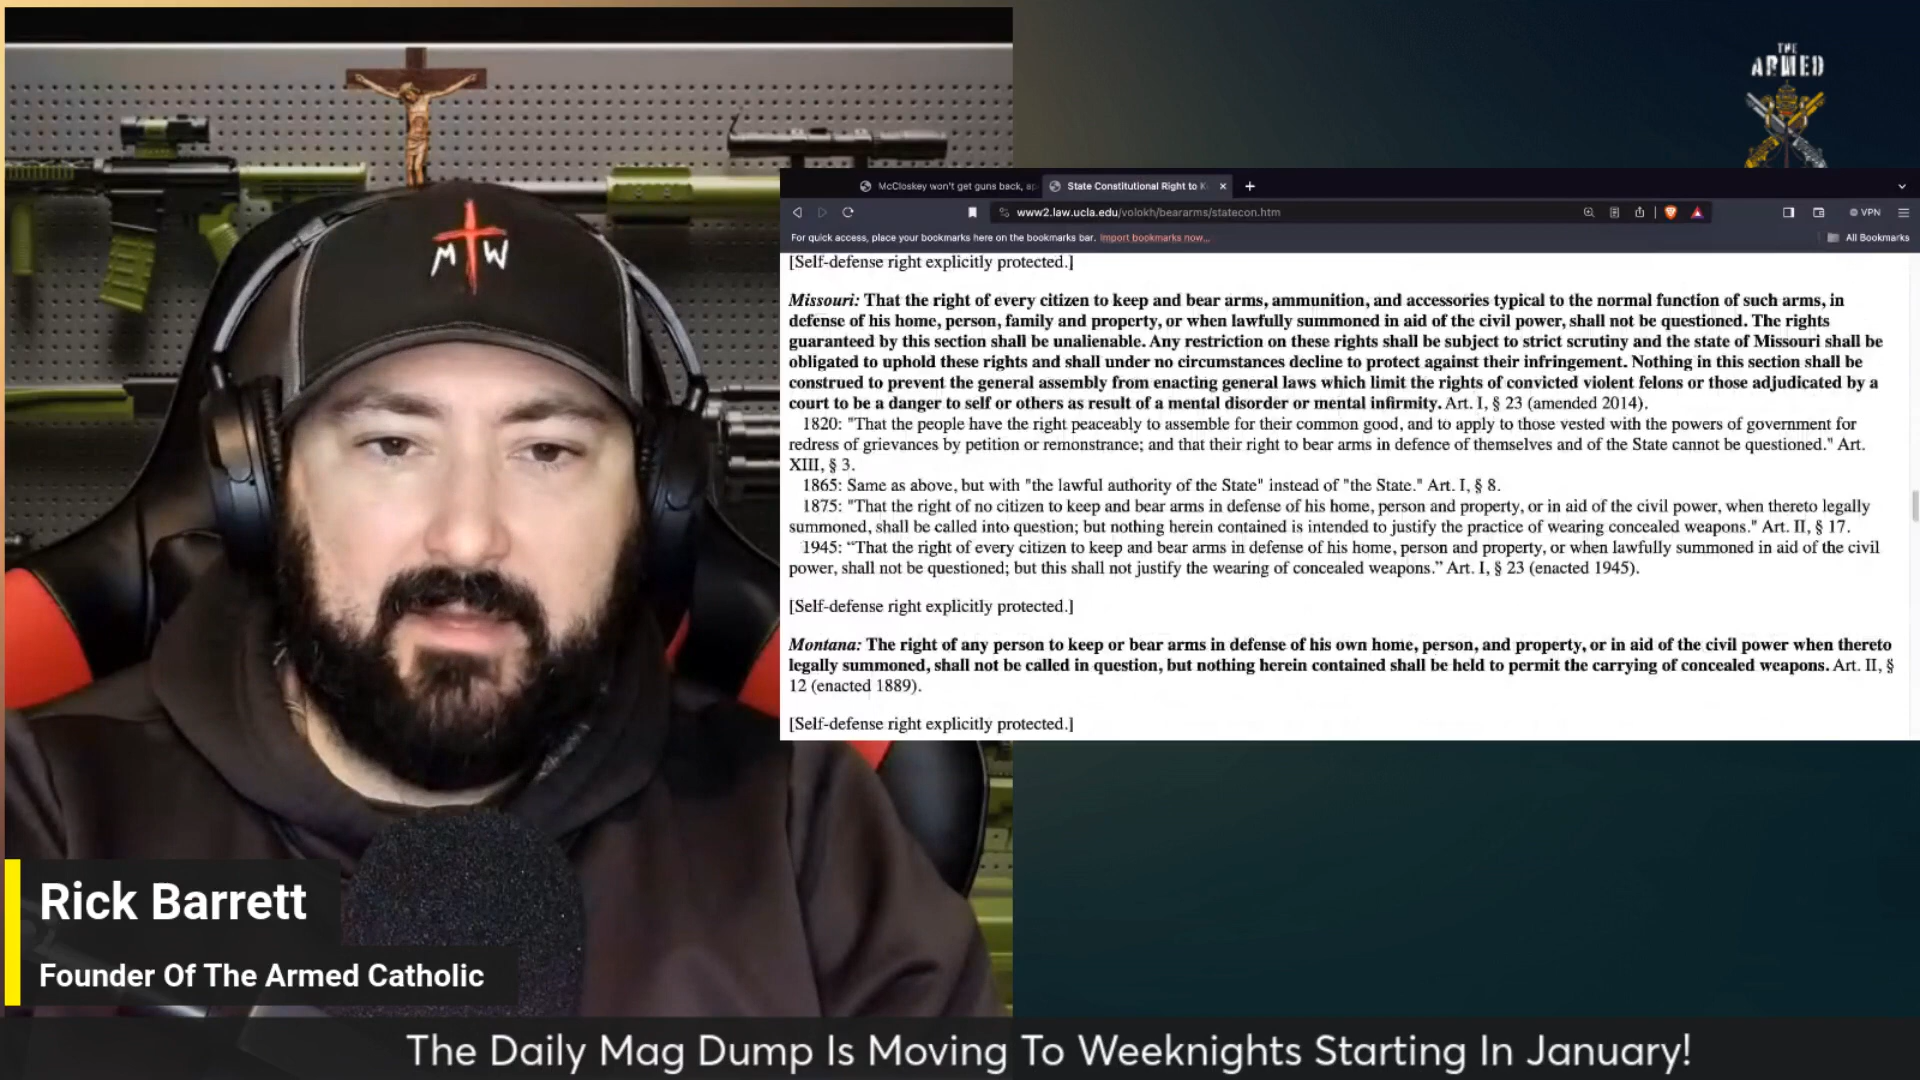 THE
ARMED
M W
McCloskey won't get guns back, ap
State Constitutional Right to K
www2.law.ucla.edu/volokh/beararms/statecon.htm
VPN
For quick access, place your bookmarks here on the bookmarks bar. Import bookmarks now...
All Bookmarks
[Self-defense right explicitly protected.]
Missouri: That the right of every citizen to keep and bear arms, ammunition, and accessories typical to the normal function of such arms, in
defense of his home, person, family and property, or when lawfully summoned in aid of the civil power, shall not be questioned. The rights
guaranteed by this section shall be unalienable. Any restriction on these rights shall be subject to strict scrutiny and the state of Missouri shall be
obligated to uphold these rights and shall under no circumstances decline to protect against their infringement. Nothing in this section shall be
construed to prevent the general assembly from enacting general laws which limit the rights of convicted violent felons or those adjudicated by a
court to be a danger to self or others as result of a mental disorder or mental infirmity. Art. I, § 23 (amended 2014).
1820: "That the people have the right peaceably to assemble for their common good, and to apply to those vested with the powers of government for
redress of grievances by petition or remonstrance; and that their right to bear arms in defence of themselves and of the State cannot be questioned." Art.
XIII, § 3.
1865: Same as above, but with "the lawful authority of the State" instead of "the State." Art. I, § 8.
1875: "That the right of no citizen to keep and bear arms in defense of his home, person and property, or in aid of the civil power, when thereto legally
summoned, shall be called into question; but nothing herein contained is intended to justify the practice of wearing concealed weapons." Art. II, § 17.
1945: “That the right of every citizen to keep and bear arms in defense of his home, person and property, or when lawfully summoned in aid of the civil
power, shall not be questioned; but this shall not justify the wearing of concealed weapons.” Art. I, § 23 (enacted 1945).
[Self-defense right explicitly protected.]
Montana: The right of any person to keep or bear arms in defense of his own home, person, and property, or in aid of the civil power when thereto
legally summoned, shall not be called in question, but nothing herein contained shall be held to permit the carrying of concealed weapons. Art. II, §
12 (enacted 1889).
[Self-defense right explicitly protected.]
Rick Barrett
Founder Of The Armed Catholic
The Daily Mag Dump Is Moving To Weeknights Starting In January!